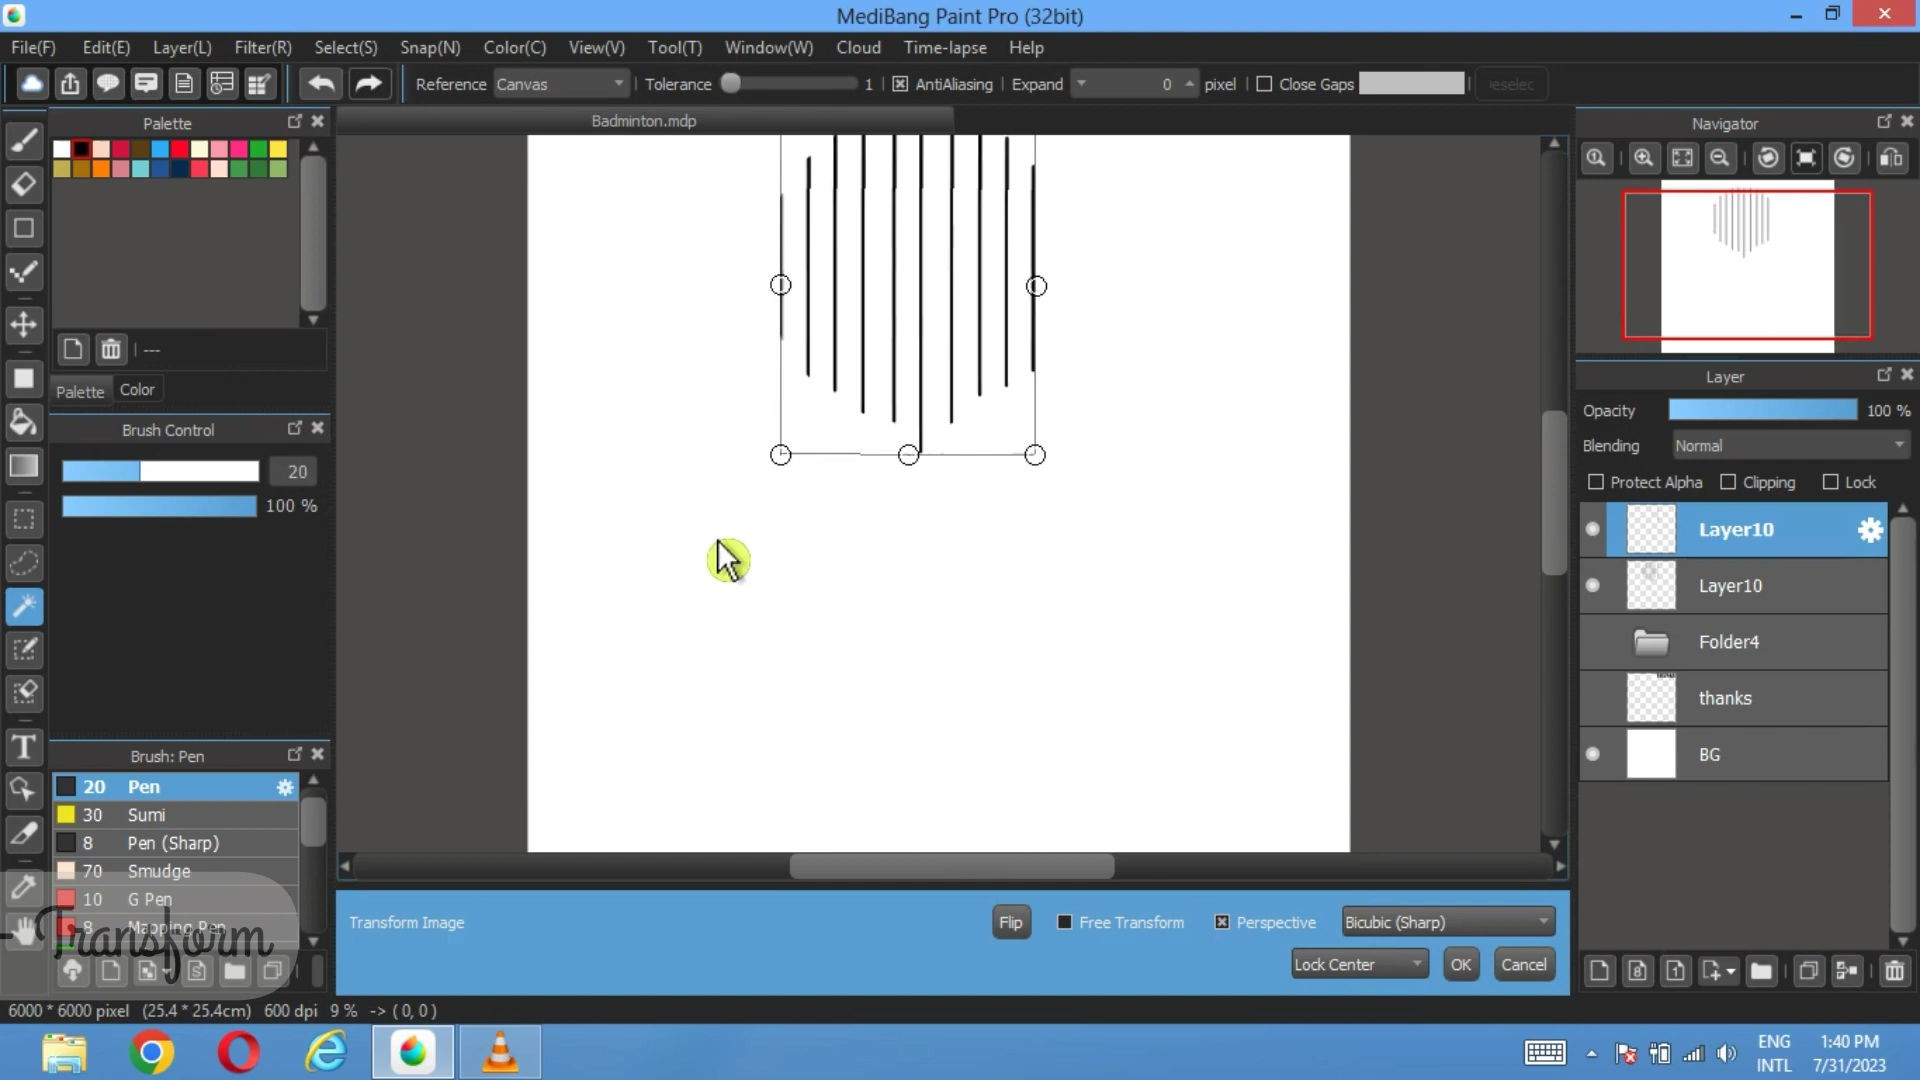 MediBang Paint Pro (32bit)
File(F) Edit(E) Layer(L) Filter(R) Select(S) Snap(N) Color(C) View(V) Tool(T) Window(W) Cloud Time-lapse Help
Reference Canvas Tolerance 1 AntiAliasing Expand 0 pixel Close Gaps eselec
Palette
Badminton.mdp
Navigator
---
Palette Color
Layer
Opacity 100 %
Brush Control
Blending Normal
20
100 %
Protect Alpha Clipping Lock
Layer10
Layer10
Folder4
thanks
BG
Brush: Pen
20 Pen
30 Sumi
8 Pen (Sharp)
70 Smudge
10 G Pen
8 Mapping Pen
- Transform
Transform Image Flip Free Transform Perspective Bicubic (Sharp)
Lock Center OK Cancel
6000 * 6000 pixel (25.4 * 25.4cm) 600 dpi 9 % -> ( 0, 0 )
ENG 1:40 PM
INTL 7/31/2023